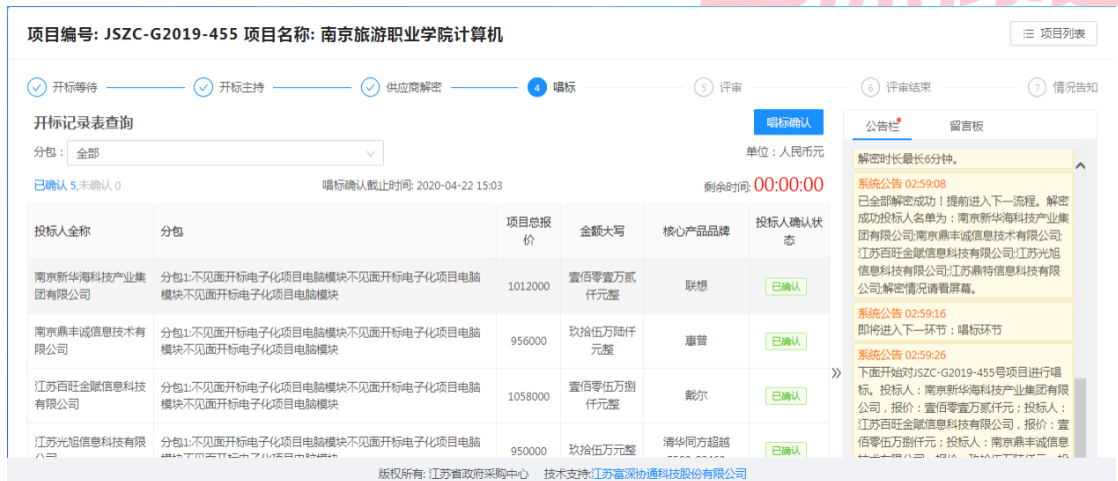 项目编号: JSZC-G2019-455 项目名称: 南京旅游职业学院计算机
项目列表
开标等待
开标主持
供应商解密
4 唱标
5 评审
6 评审结束
7 情况告知
开标记录表查询
唱标确认
分包：全部
单位：人民币元
已确认 5,未确认 0
唱标确认截止时间: 2020-04-22 15:03
剩余时间: 00:00:00
投标人全称 分包 项目总报价 金额大写 核心产品品牌 投标人确认状态
南京新华海科技产业集团有限公司 分包1:不见面开标电子化项目电脑模块不见面开标电子化项目电脑模块不见面开标电子化项目电脑模块 1012000 壹佰零壹万贰仟元整 联想 已确认
南京鼎丰诚信息技术有限公司 分包1:不见面开标电子化项目电脑模块不见面开标电子化项目电脑模块不见面开标电子化项目电脑模块 956000 玖拾伍万陆仟元整 惠普 已确认
江苏百旺金赋信息科技有限公司 分包1:不见面开标电子化项目电脑模块不见面开标电子化项目电脑模块不见面开标电子化项目电脑模块 1058000 壹佰零伍万捌仟元整 戴尔 已确认
江苏光旭信息科技有限 分包1:不见面开标电子化项目电脑模块不见面开标电子化项目电脑 950000 玖拾伍万元整 清华同方超越 已确认
公告栏
留言板
解密时长最长6分钟。
系统公告 02:59:08
已全部解密成功！提前进入下一流程。解密
成功投标人名单为：南京新华海科技产业集
团有限公司;南京鼎丰诚信息技术有限公司;
江苏百旺金赋信息科技有限公司;江苏光旭
信息科技有限公司;江苏鼎特信息科技有限
公司;解密情况请看屏幕。
系统公告 02:59:16
即将进入下一环节：唱标环节
系统公告 02:59:26
下面开始对JSZC-G2019-455号项目进行唱
标。投标人：南京新华海科技产业集团有限
公司，报价：壹佰零壹万贰仟元；投标人：
江苏百旺金赋信息科技有限公司，报价：壹
佰零伍万捌仟元；投标人：南京鼎丰诚信息
版权所有: 江苏省政府采购中心 技术支持:江苏富深协通科技股份有限公司